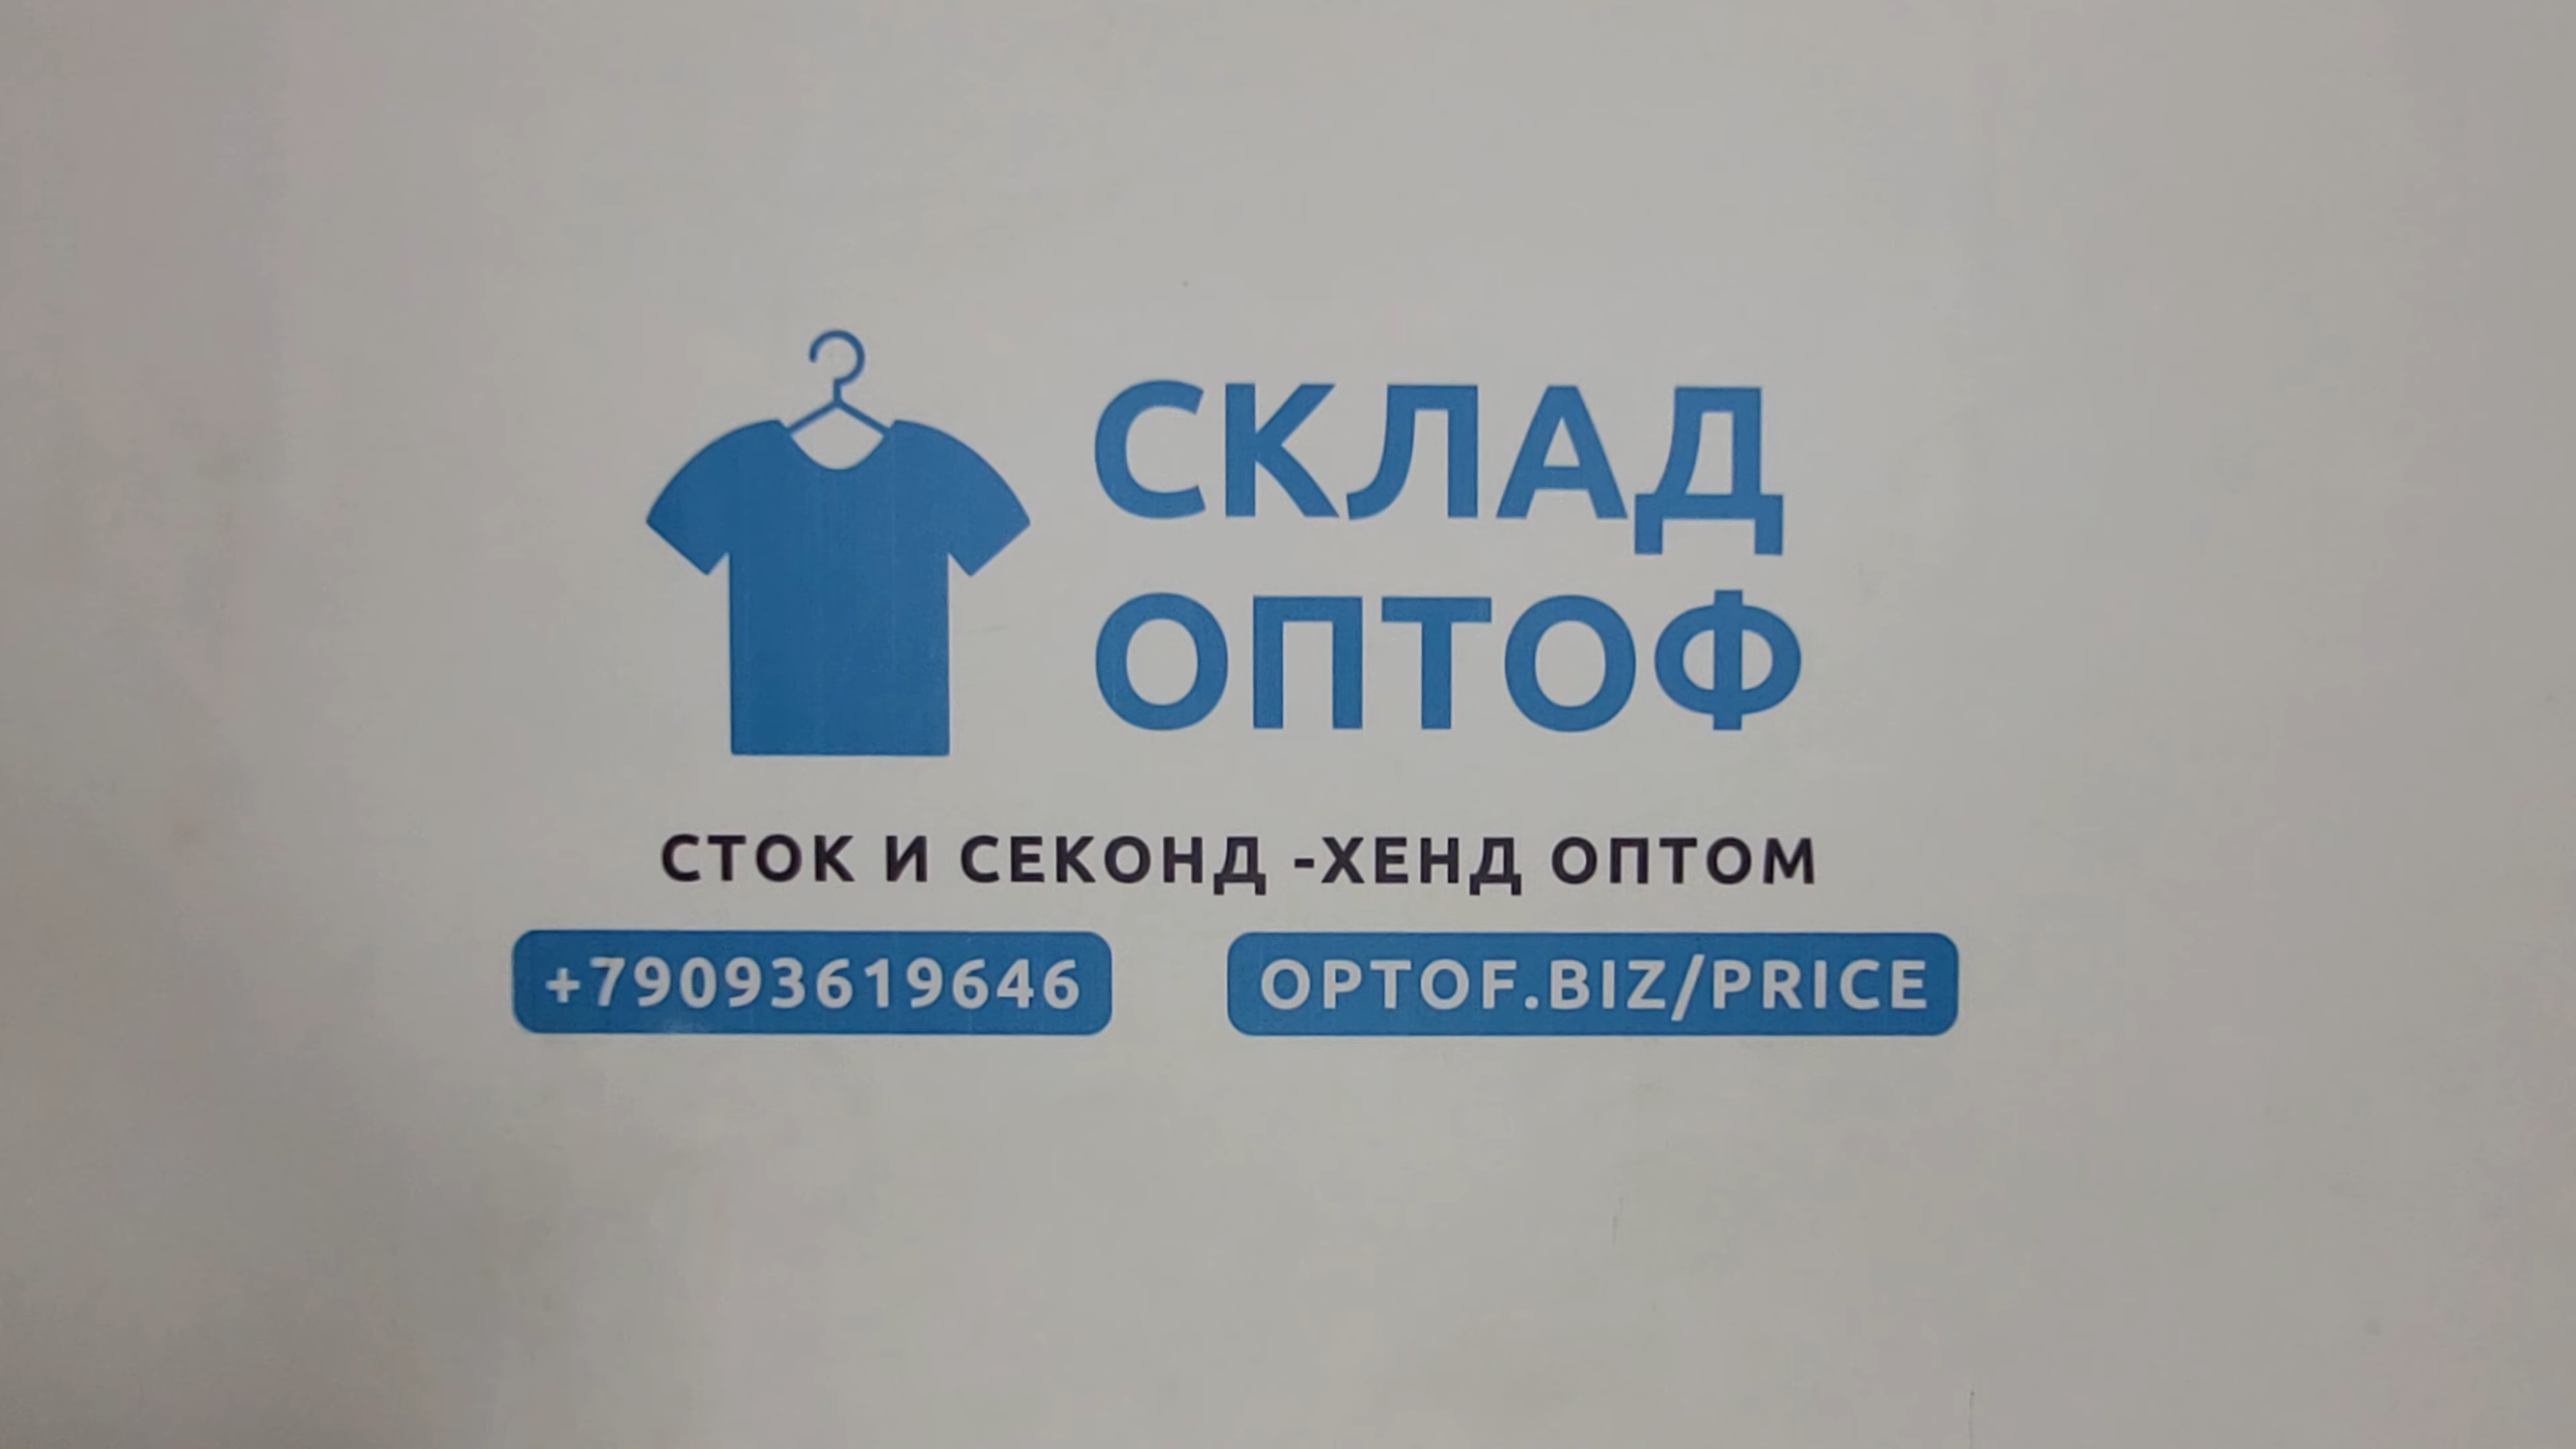 СКЛАД
ОПТОФ
СТОК И СЕКОНД -ХЕНД ОПТОМ
+79093619646
OPTOF.BIZ/PRICE